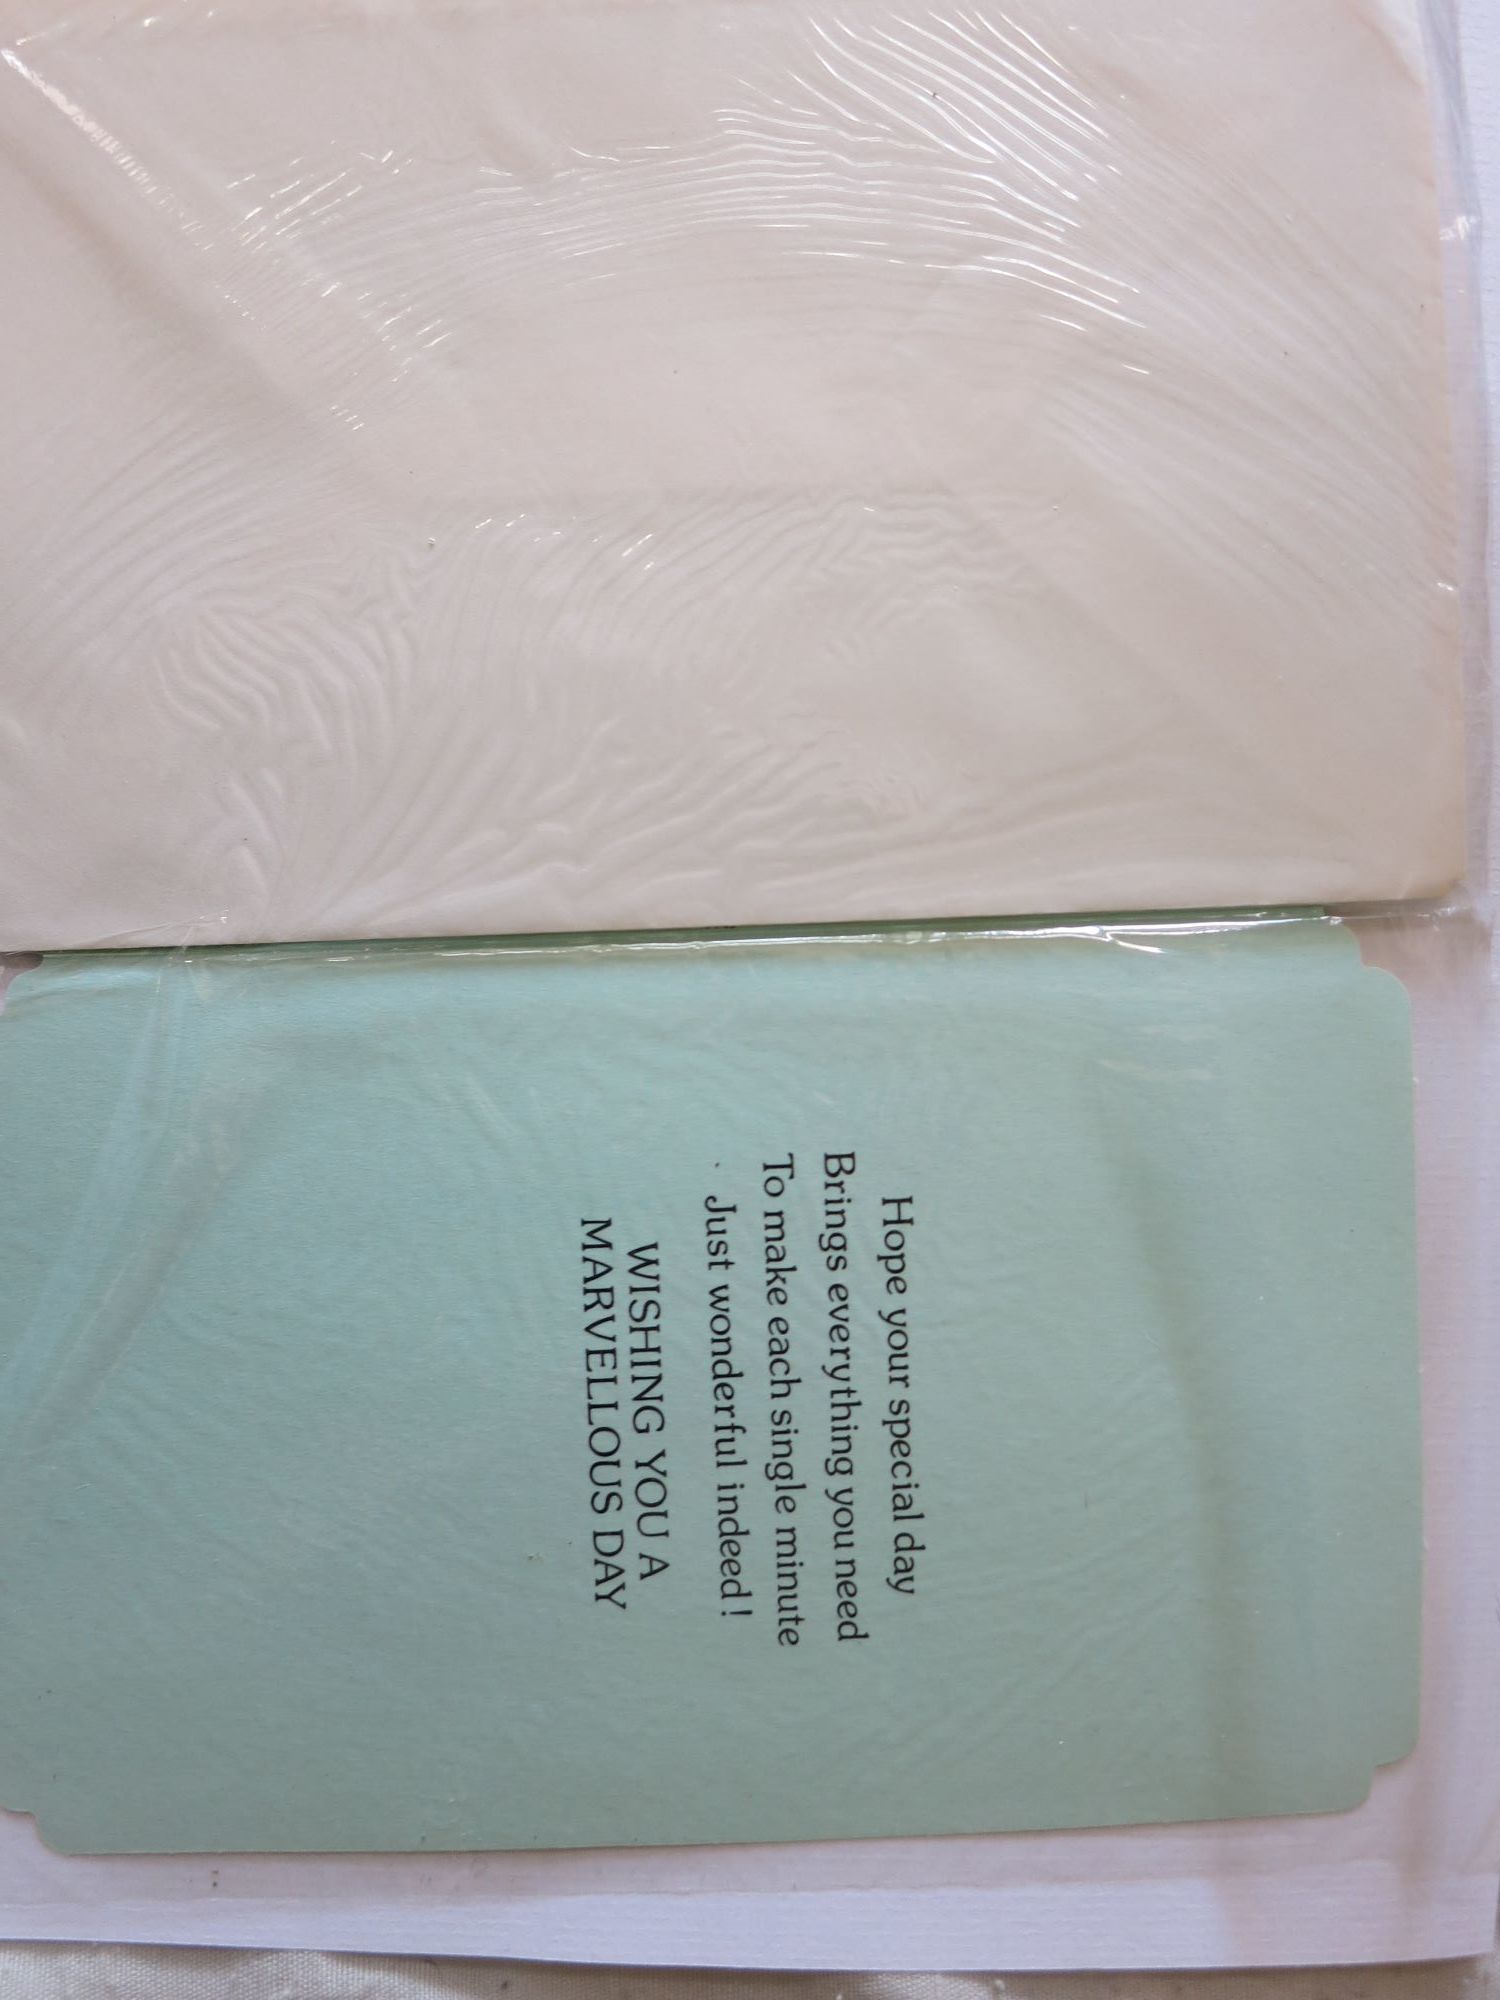 Hope your special day
Brings everything you need
To make each single minute
Just wonderful indeed!
WISHING YOU A
MARVELLOUS DAY